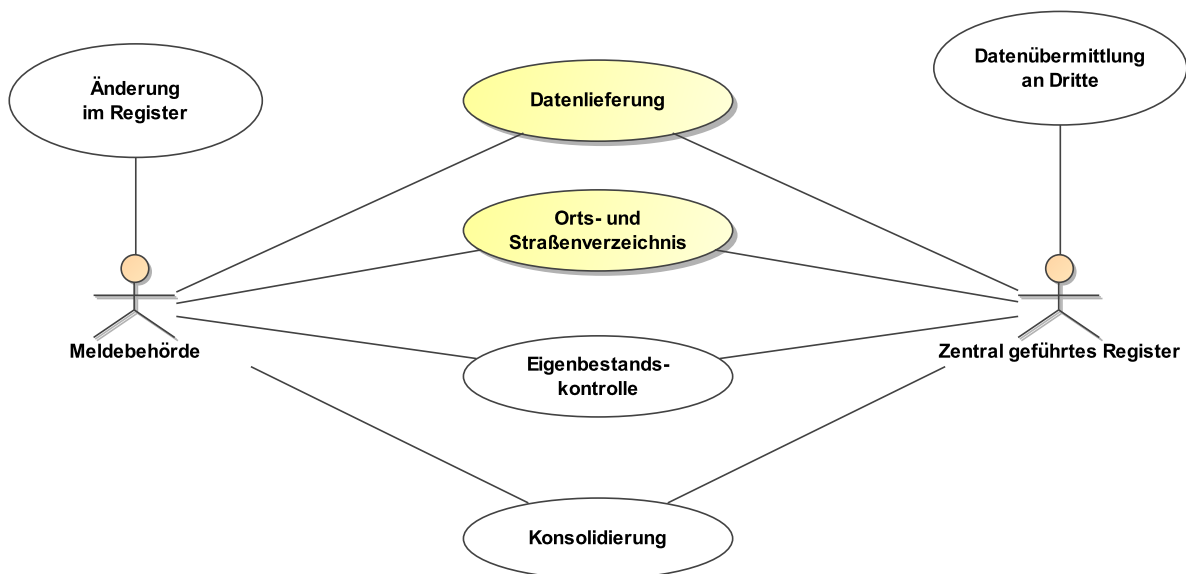 Änderung
im Register
Datenlieferung
Datenübermittlung
an Dritte
Orts- und
Straßenverzeichnis
Meldebehörde
Zentral geführtes Register
Eigenbestands-
kontrolle
Konsolidierung